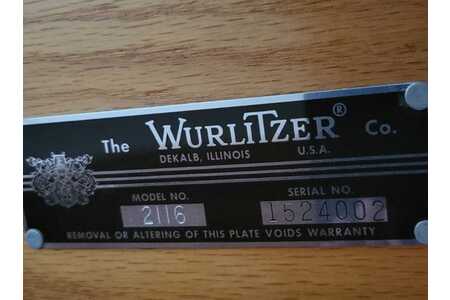 The WURLITZER® Co.
DEKALB, ILLINOIS U.S.A.
MODEL NO. SERIAL NO.
2116 1524002
REMOVAL OR ALTERING OF THIS PLATE VOIDS WARRANTY